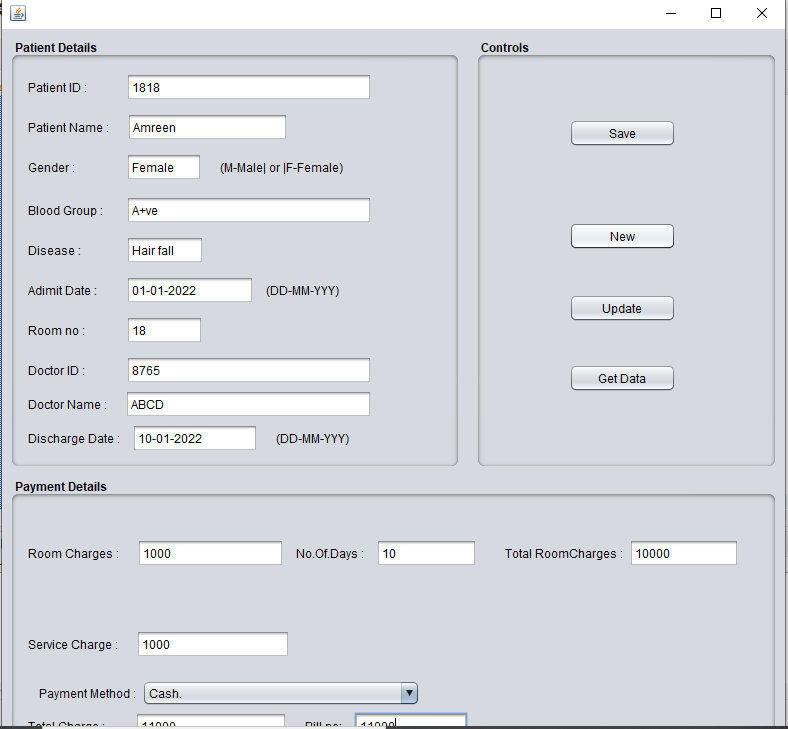 Patient Details
Controls
Patient ID : 1818
Patient Name : Amreen
Save
Gender : Female (M-Male| or |F-Female)
Blood Group : A+ve
New
Disease : Hair fall
Adimit Date : 01-01-2022 (DD-MM-YYY)
Update
Room no : 18
Doctor ID : 8765
Get Data
Doctor Name : ABCD
Discharge Date : 10-01-2022 (DD-MM-YYY)
Payment Details
Room Charges : 1000 No.Of.Days : 10 Total RoomCharges : 10000
Service Charge : 1000
Payment Method : Cash.
Total Charge : 11000 Bill no: 11000